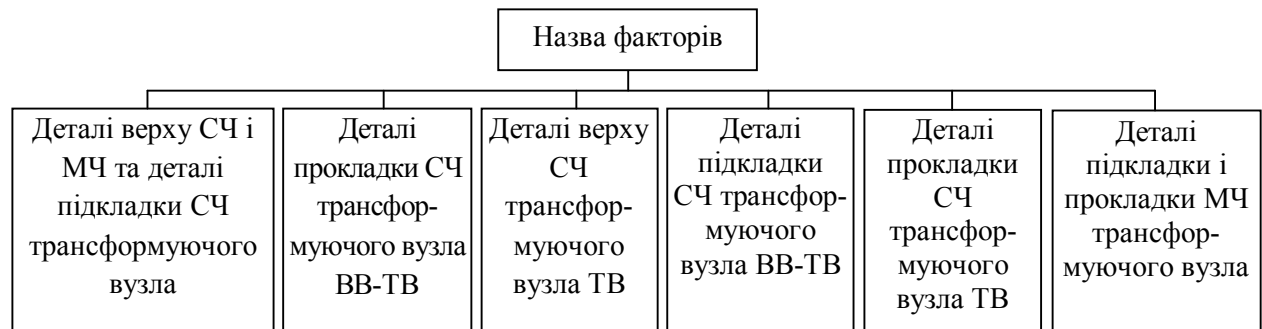 Назва факторів
Деталі верху СЧ і
МЧ та деталі
підкладки СЧ
трансформуючого
вузла
Деталі
прокладки СЧ
трансфор-
муючого вузла
ВВ-ТВ
Деталі верху
СЧ
трансфор-
муючого
вузла ТВ
Деталі
підкладки
СЧ трансфор-
муючого
вузла ВВ-ТВ
Деталі
прокладки
СЧ
трансфор-
муючого
вузла ТВ
Деталі
підкладки і
прокладки МЧ
трансфор-
муючого вузла